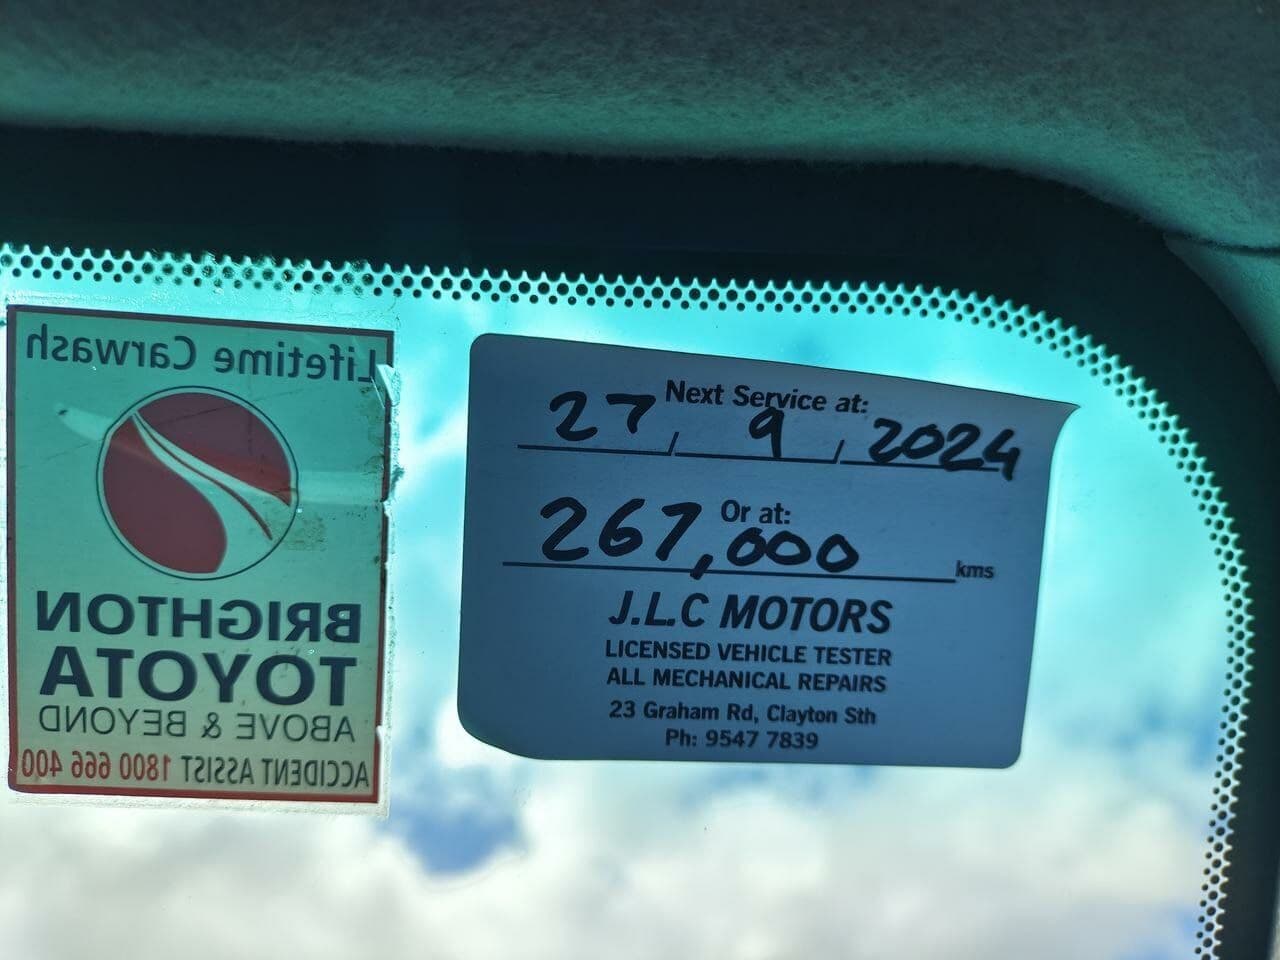 Lifetime Carwash
BRIGHTON
TOYOTA
ABOVE & BEYOND
ACCIDENT ASSIST 1800 666 400
Next Service at:
27 / 9 / 2024
Or at:
267,000 kms
J.L.C MOTORS
LICENSED VEHICLE TESTER
ALL MECHANICAL REPAIRS
23 Graham Rd, Clayton Sth
Ph: 9547 7839